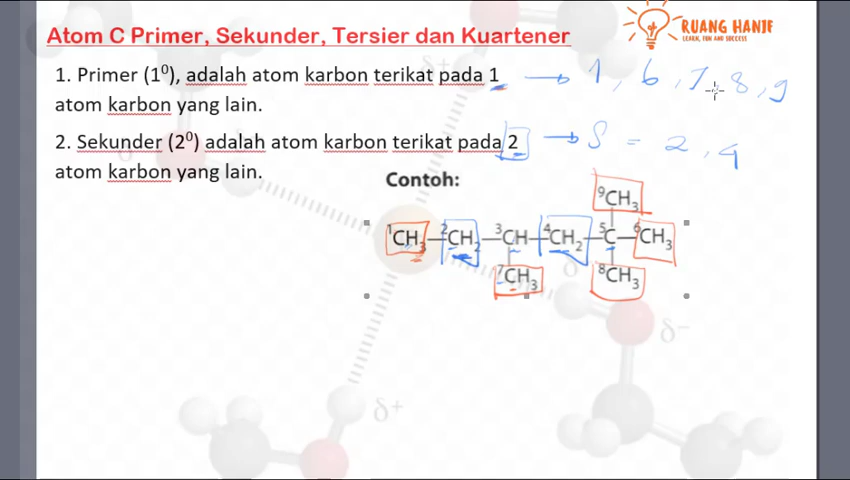 RUANG HANIF
LEARN, FUN AND SUCCESS
Atom C Primer, Sekunder, Tersier dan Kuartener
1. Primer (1⁰), adalah atom karbon terikat pada 1 → 1, 6, 7, 8, 9
atom karbon yang lain.
2. Sekunder (2⁰) adalah atom karbon terikat pada 2 → S = 2, 4
atom karbon yang lain.
Contoh:
⁹CH₃
¹CH₃—²CH₂—³CH—⁴CH₂—⁵C—⁶CH₃
⁷CH₃ ⁸CH₃
δ+
δ−
δ+